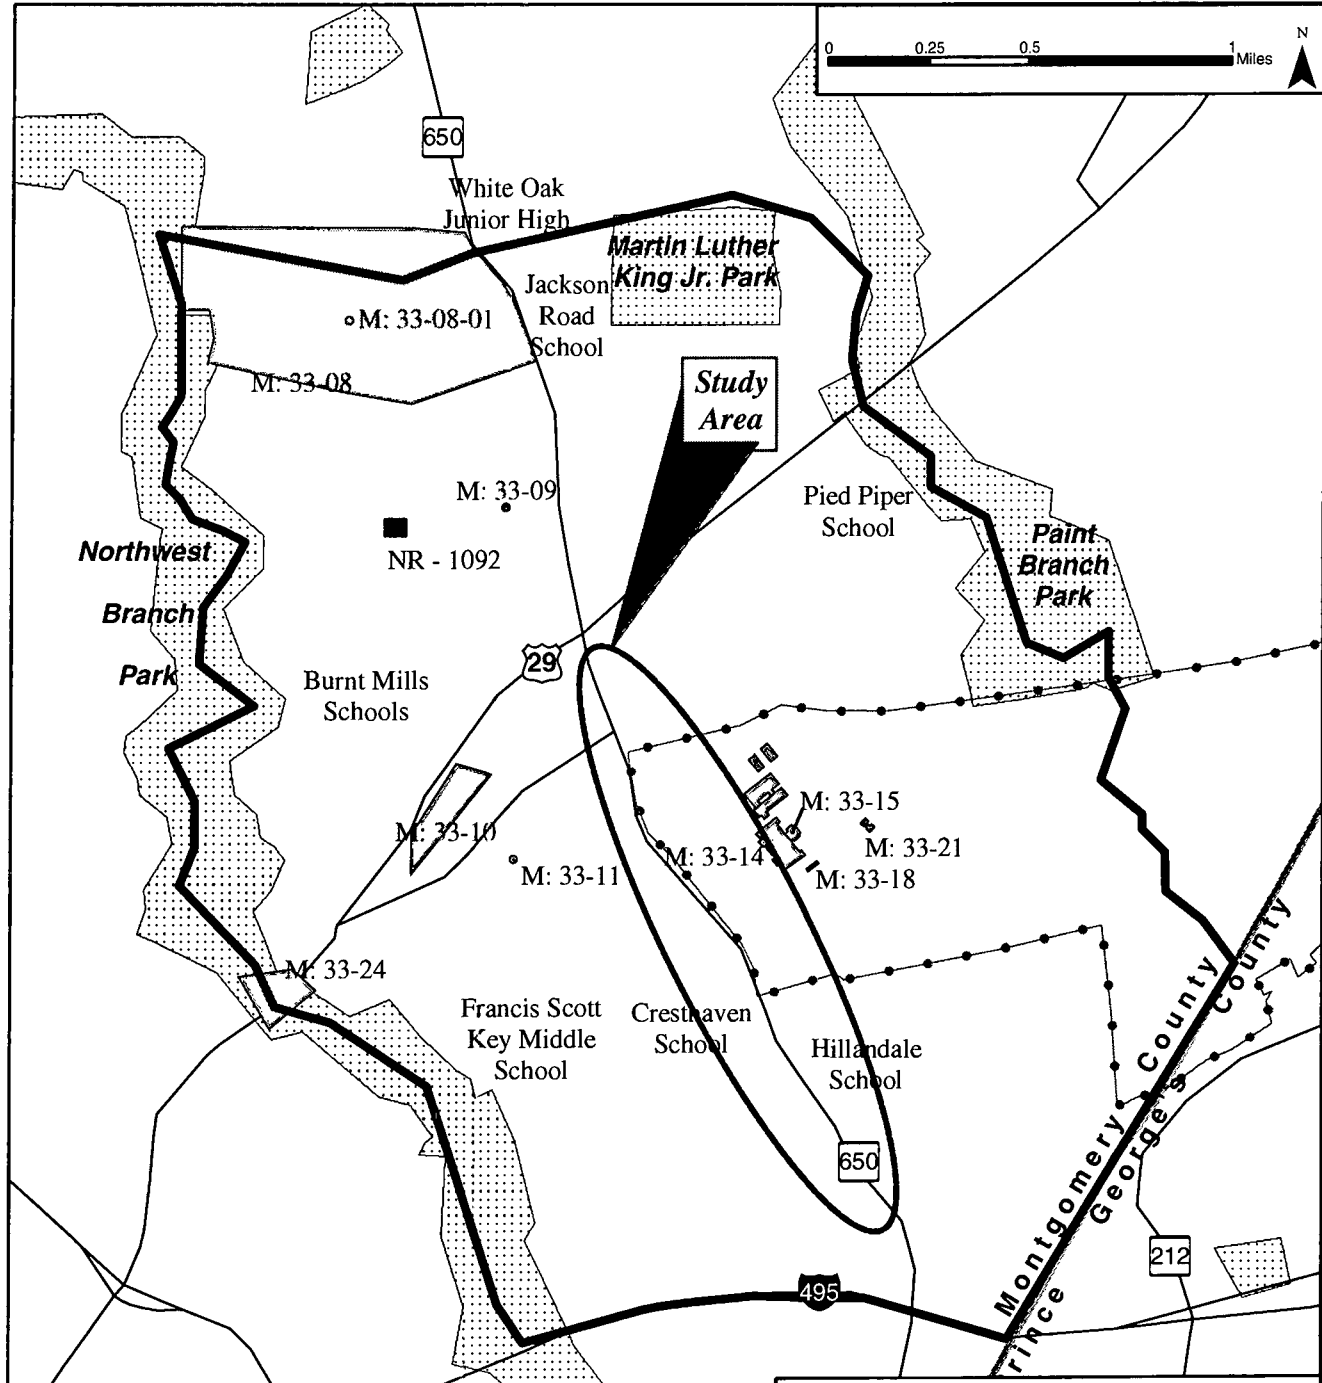 0
0.25
0.5
1
Miles
N
650
White Oak
Junior High
Martin Luther
King Jr. Park
Jackson
Road
School
M: 33-08-01
M: 33-08
Study
Area
M: 33-09
NR - 1092
Pied Piper
School
Paint
Branch
Park
Northwest
Branch
Park
29
Burnt Mills
Schools
M: 33-10
M: 33-11
M: 33-14
M: 33-15
M: 33-21
M: 33-18
M: 33-24
Francis Scott
Key Middle
School
Cresthaven
School
Hillandale
School
650
Montgomery County
rince George's County
212
495